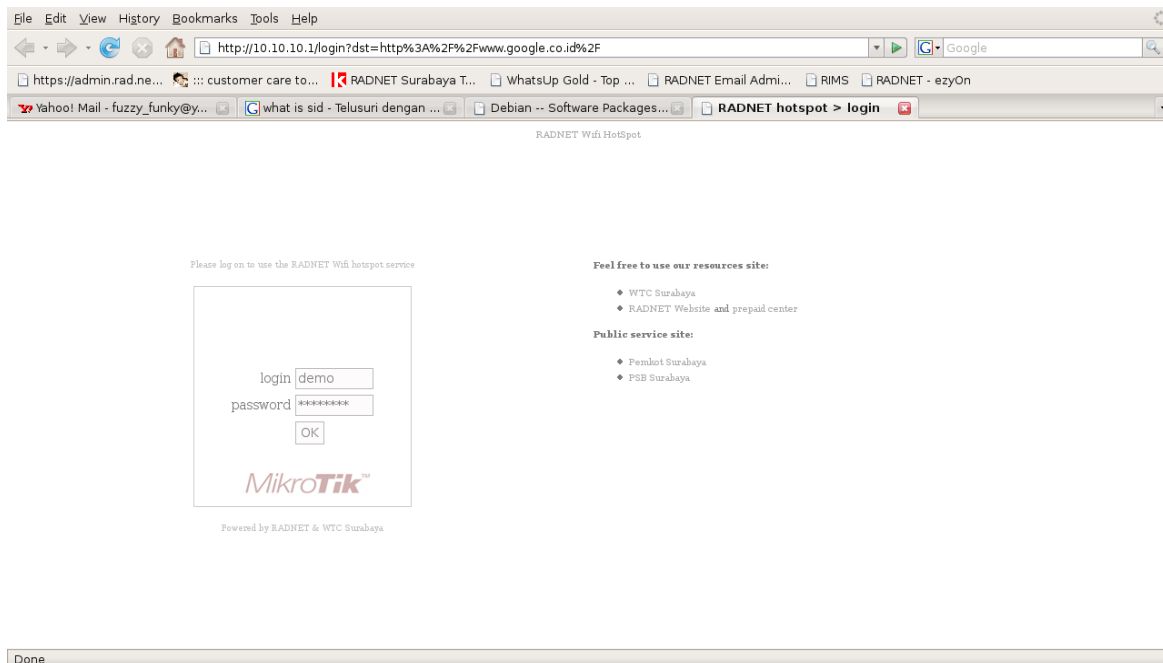 File Edit View History Bookmarks Tools Help
http://10.10.10.1/login?dst=http%3A%2F%2Fwww.google.co.id%2F
G Google
https://admin.rad.ne... ::: customer care to... RADNET Surabaya T... WhatsUp Gold - Top ... RADNET Email Admi... RIMS RADNET - ezyOn
Yahoo! Mail - fuzzy_funky@y... G what is sid - Telusuri dengan ... Debian -- Software Packages... RADNET hotspot > login
RADNET Wifi HotSpot
Please log on to use the RADNET Wifi hotspot service
login demo
password ********
OK
MikroTik™
Powered by RADNET & WTC Surabaya
Feel free to use our resources site:
WTC Surabaya
RADNET Website and prepaid center
Public service site:
Pemkot Surabaya
PSB Surabaya
Done